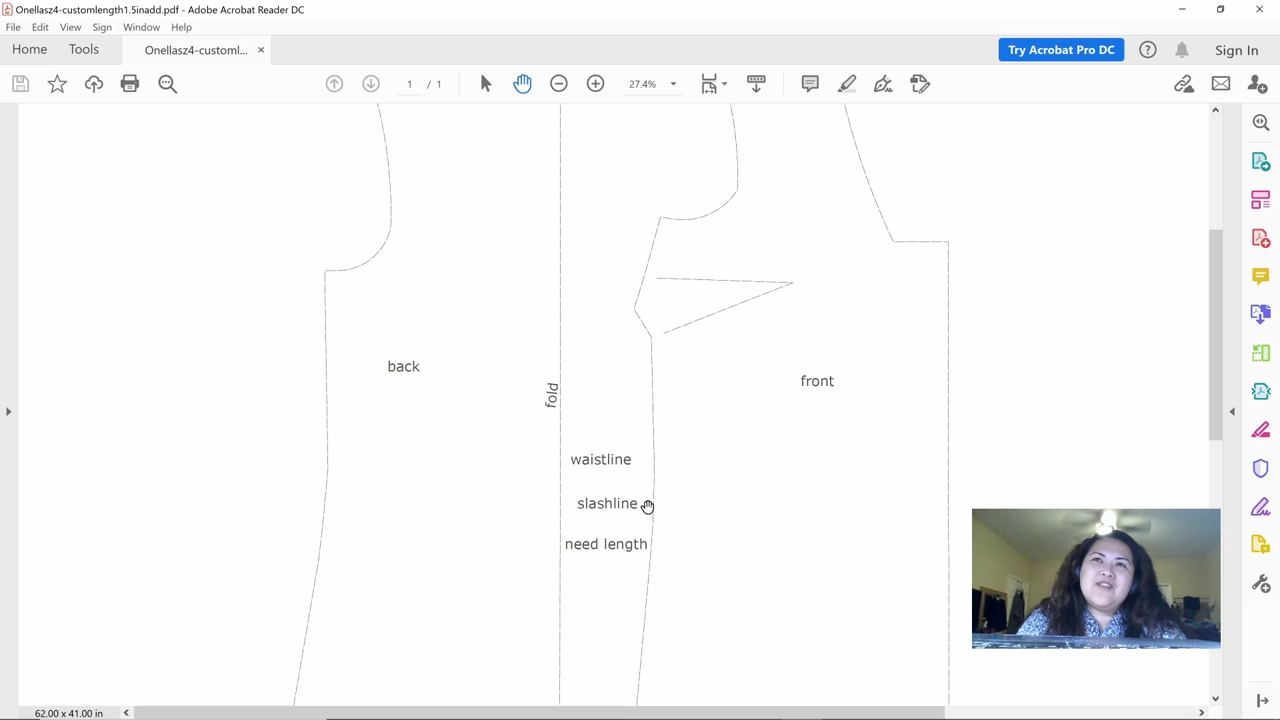 Onellasz4-customlength1.5inadd.pdf - Adobe Acrobat Reader DC
File Edit View Sign Window Help
Home Tools Onellasz4-customl... × Try Acrobat Pro DC Sign In
1 / 1 27.4%
back
fold
front
waistline
slashline
need length
62.00 x 41.00 in